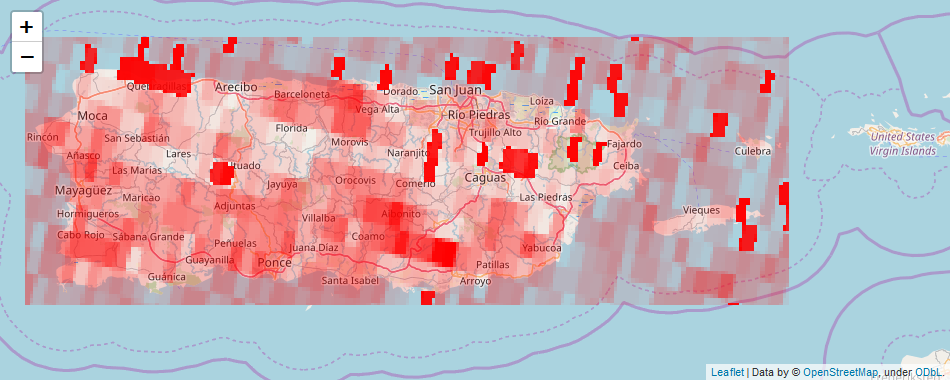 +
−
Arecibo
Barceloneta
Dorado
San Juan
Loíza
Moca
Vega Alta
Río Piedras
Río Grande
Rincón
San Sebastián
Florida
Morovis
Trujillo Alto
Fajardo
Culebra
United States
Virgin Islands
Añasco
Lares
Naranjito
Ceiba
Las Marías
Utuado
Mayagüez
Maricao
Jayuya
Orocovis
Comerío
Caguas
Las Piedras
Hormigueros
Adjuntas
Villalba
Aibonito
Vieques
Cabo Rojo
Sábana Grande
Peñuelas
Juana Díaz
Coamo
Yabucoa
Guayanilla
Ponce
Patillas
Guánica
Santa Isabel
Arroyo
Leaflet | Data by © OpenStreetMap, under ODbL.